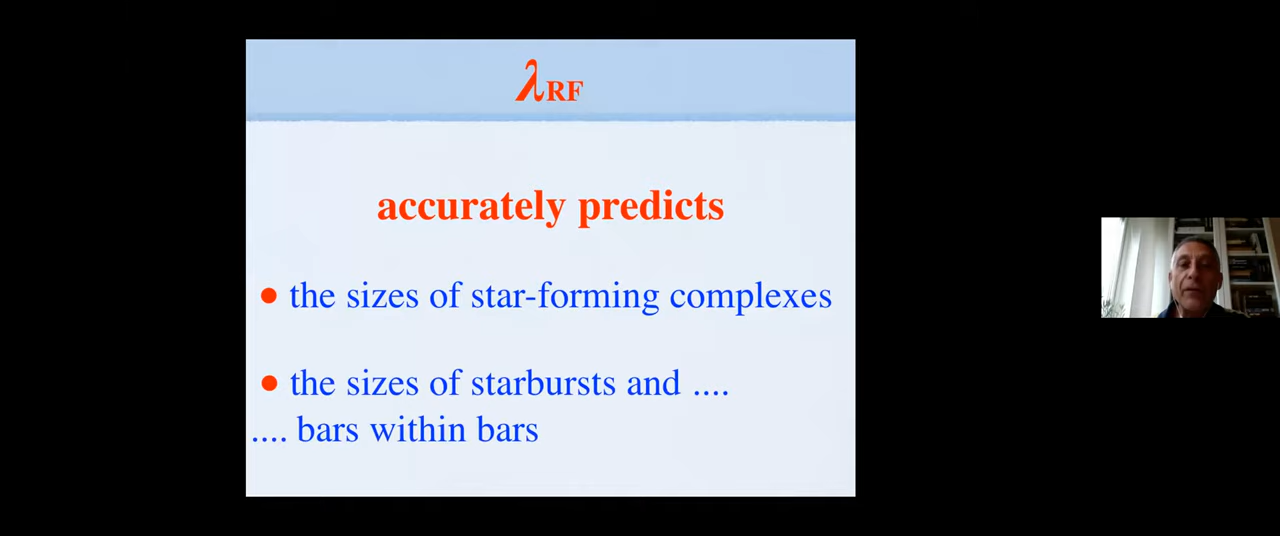 λRF
accurately predicts
• the sizes of star-forming complexes
• the sizes of starbursts and ....
.... bars within bars